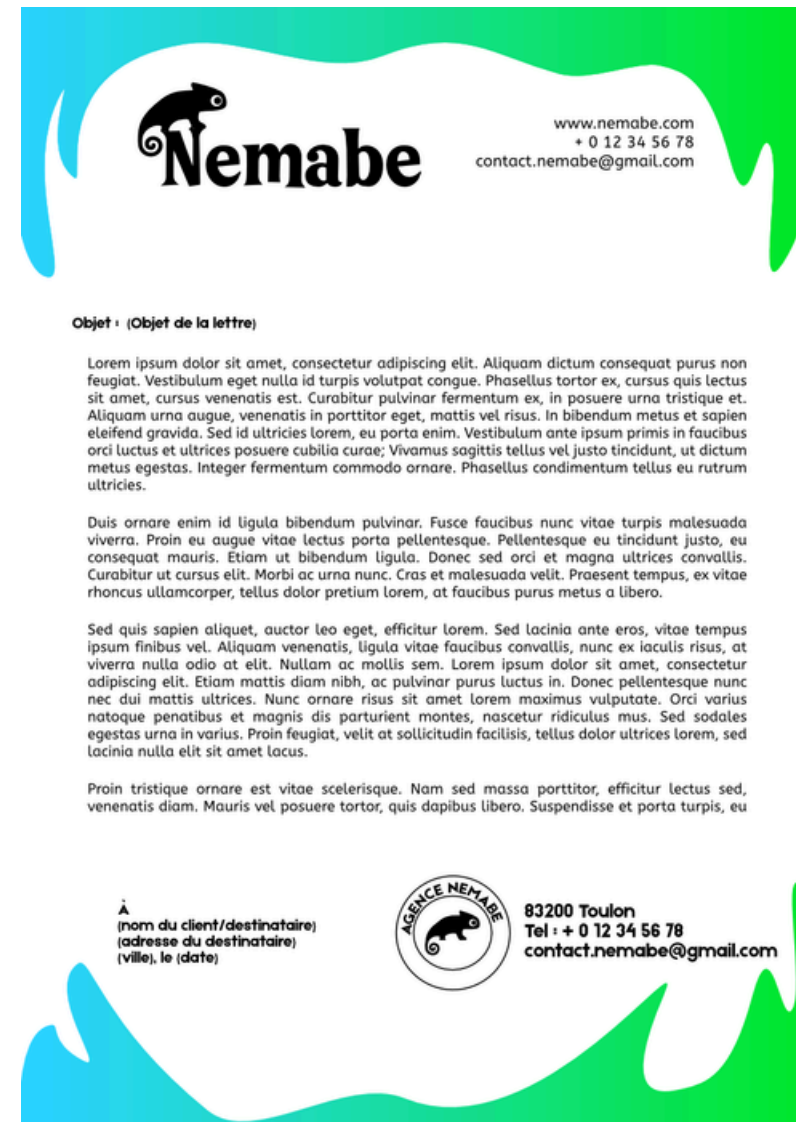 Nemabe
www.nemabe.com
+ 0 12 34 56 78
contact.nemabe@gmail.com
Objet : (Objet de la lettre)
Lorem ipsum dolor sit amet, consectetur adipiscing elit. Aliquam dictum consequat purus non
feugiat. Vestibulum eget nulla id turpis volutpat congue. Phasellus tortor ex, cursus quis lectus
sit amet, cursus venenatis est. Curabitur pulvinar fermentum ex, in posuere urna tristique et.
Aliquam urna augue, venenatis in porttitor eget, mattis vel risus. In bibendum metus et sapien
eleifend gravida. Sed id ultricies lorem, eu porta enim. Vestibulum ante ipsum primis in faucibus
orci luctus et ultrices posuere cubilia curae; Vivamus sagittis tellus vel justo tincidunt, ut dictum
metus egestas. Integer fermentum commodo ornare. Phasellus condimentum tellus eu rutrum
ultricies.
Duis ornare enim id ligula bibendum pulvinar. Fusce faucibus nunc vitae turpis malesuada
viverra. Proin eu augue vitae lectus porta pellentesque. Pellentesque eu tincidunt justo, eu
consequat mauris. Etiam ut bibendum ligula. Donec sed orci et magna ultrices convallis.
Curabitur ut cursus elit. Morbi ac urna nunc. Cras et malesuada velit. Praesent tempus, ex vitae
rhoncus ullamcorper, tellus dolor pretium lorem, at faucibus purus metus a libero.
Sed quis sapien aliquet, auctor leo eget, efficitur lorem. Sed lacinia ante eros, vitae tempus
ipsum finibus vel. Aliquam venenatis, ligula vitae faucibus convallis, nunc ex iaculis risus, at
viverra nulla odio at elit. Nullam ac mollis sem. Lorem ipsum dolor sit amet, consectetur
adipiscing elit. Etiam mattis diam nibh, ac pulvinar purus luctus in. Donec pellentesque nunc
nec dui mattis ultrices. Nunc ornare risus sit amet lorem maximus vulputate. Orci varius
natoque penatibus et magnis dis parturient montes, nascetur ridiculus mus. Sed sodales
egestas urna in varius. Proin feugiat, velit at sollicitudin facilisis, tellus dolor ultrices lorem, sed
lacinia nulla elit sit amet lacus.
Proin tristique ornare est vitae scelerisque. Nam sed massa porttitor, efficitur lectus sed,
venenatis diam. Mauris vel posuere tortor, quis dapibus libero. Suspendisse et porta turpis, eu
À
(nom du client/destinataire)
(adresse du destinataire)
(ville), le (date)
AGENCE NEMABE
83200 Toulon
Tel : + 0 12 34 56 78
contact.nemabe@gmail.com